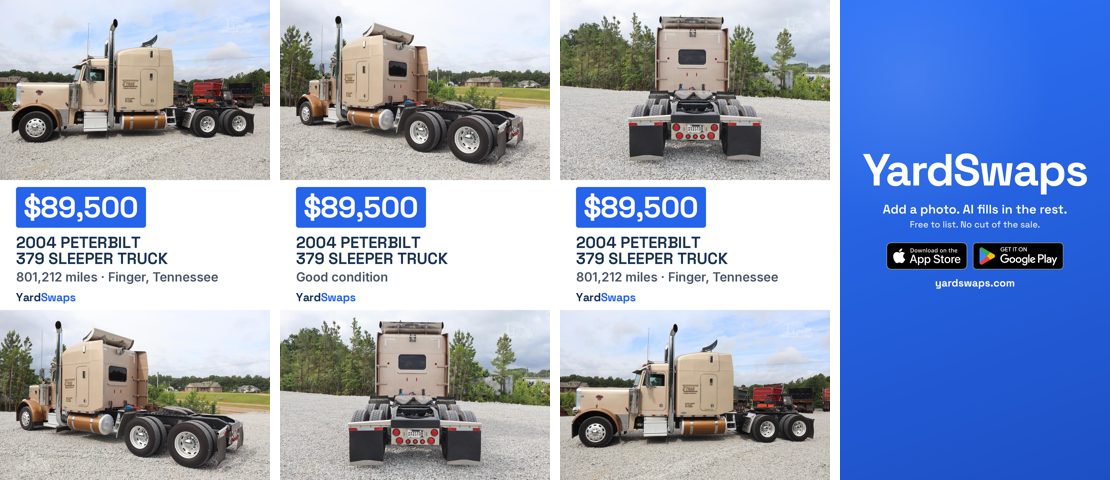 $89,500
2004 PETERBILT
379 SLEEPER TRUCK
801,212 miles · Finger, Tennessee
YardSwaps
$89,500
2004 PETERBILT
379 SLEEPER TRUCK
Good condition
YardSwaps
$89,500
2004 PETERBILT
379 SLEEPER TRUCK
801,212 miles · Finger, Tennessee
YardSwaps
YardSwaps
Add a photo. AI fills in the rest.
Free to list. No cut of the sale.
Download on the
App Store
GET IT ON
Google Play
yardswaps.com